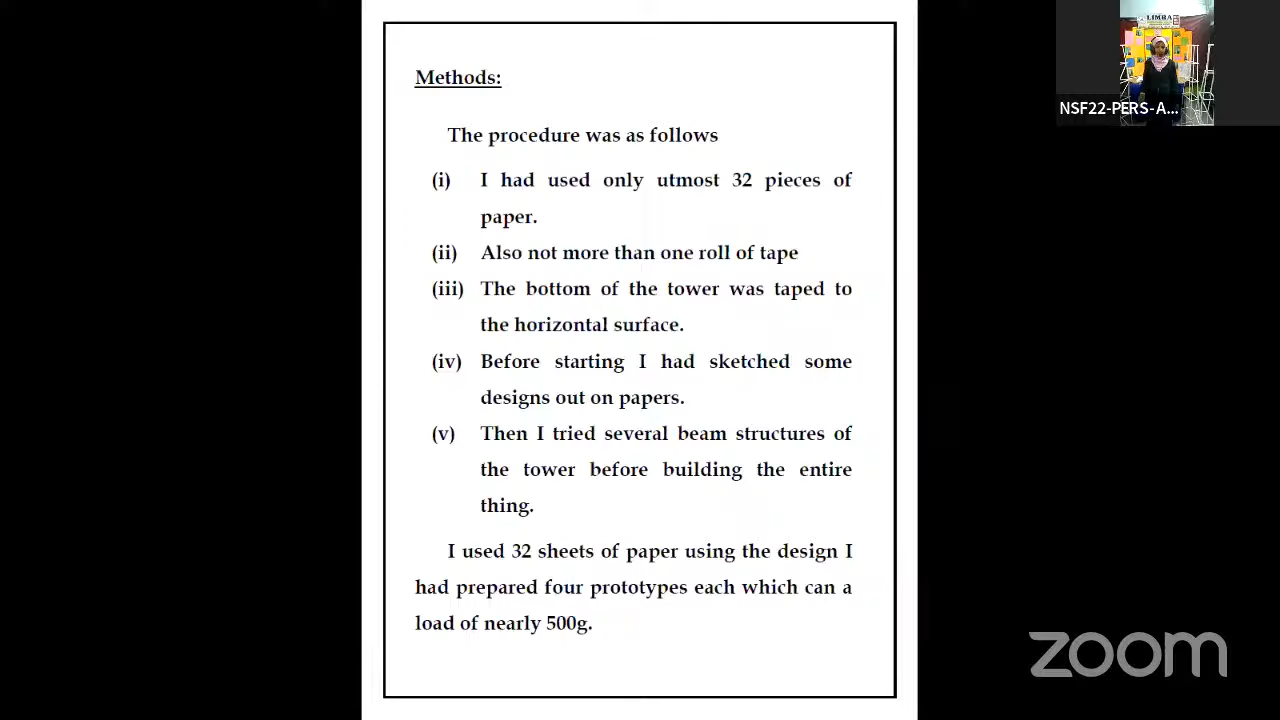 Methods:
The procedure was as follows
(i) I had used only utmost 32 pieces of
paper.
(ii) Also not more than one roll of tape
(iii) The bottom of the tower was taped to
the horizontal surface.
(iv) Before starting I had sketched some
designs out on papers.
(v) Then I tried several beam structures of
the tower before building the entire
thing.
I used 32 sheets of paper using the design I
had prepared four prototypes each which can a
load of nearly 500g.
LIMRA
NSF22-PERS-A...
zoom